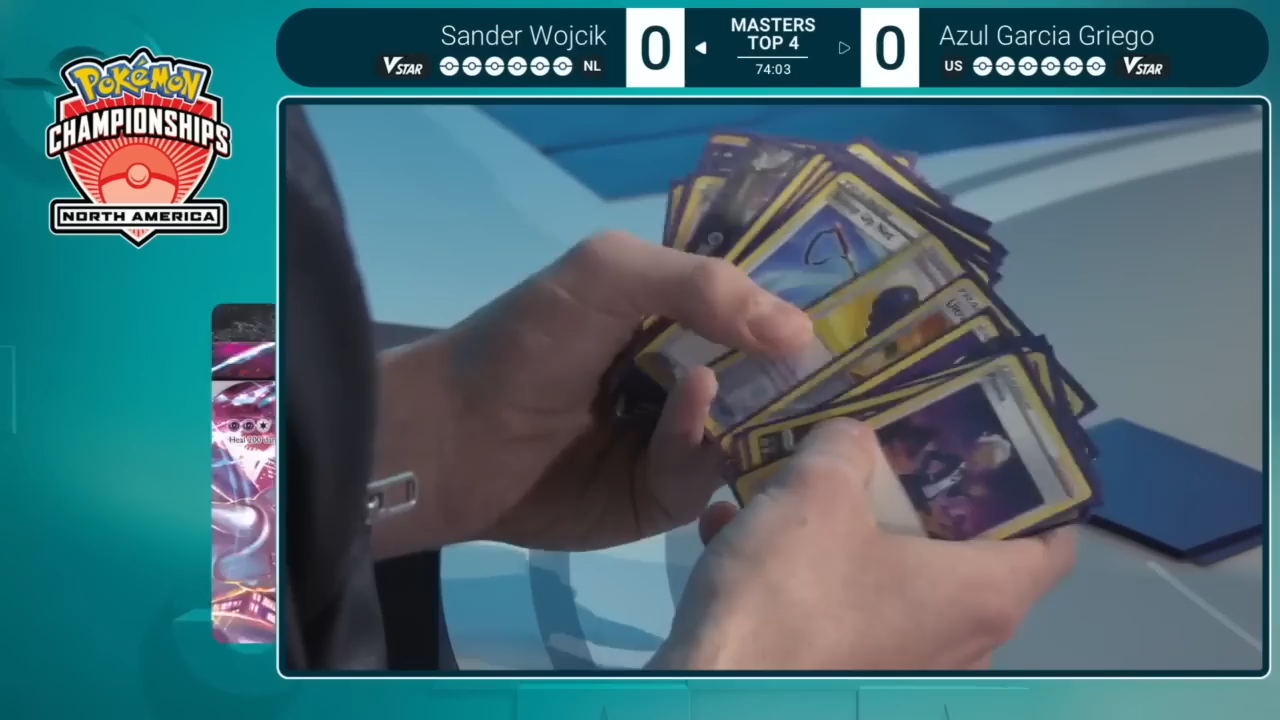 Sander Wojcik
VSTAR
NL
0
MASTERS
TOP 4
74:03
0
Azul Garcia Griego
US
VSTAR
Pokémon
CHAMPIONSHIPS
NORTH AMERICA
Heal